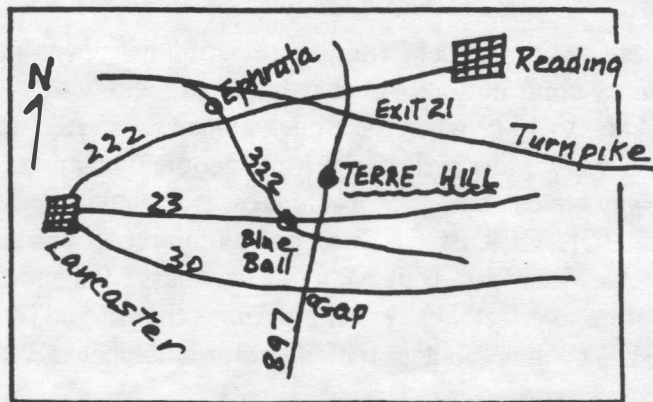 N
Ephrata
Reading
Exit 21
222
Turnpike
322
TERRE HILL
23
Blue
Ball
30
Lancaster
Gap
897